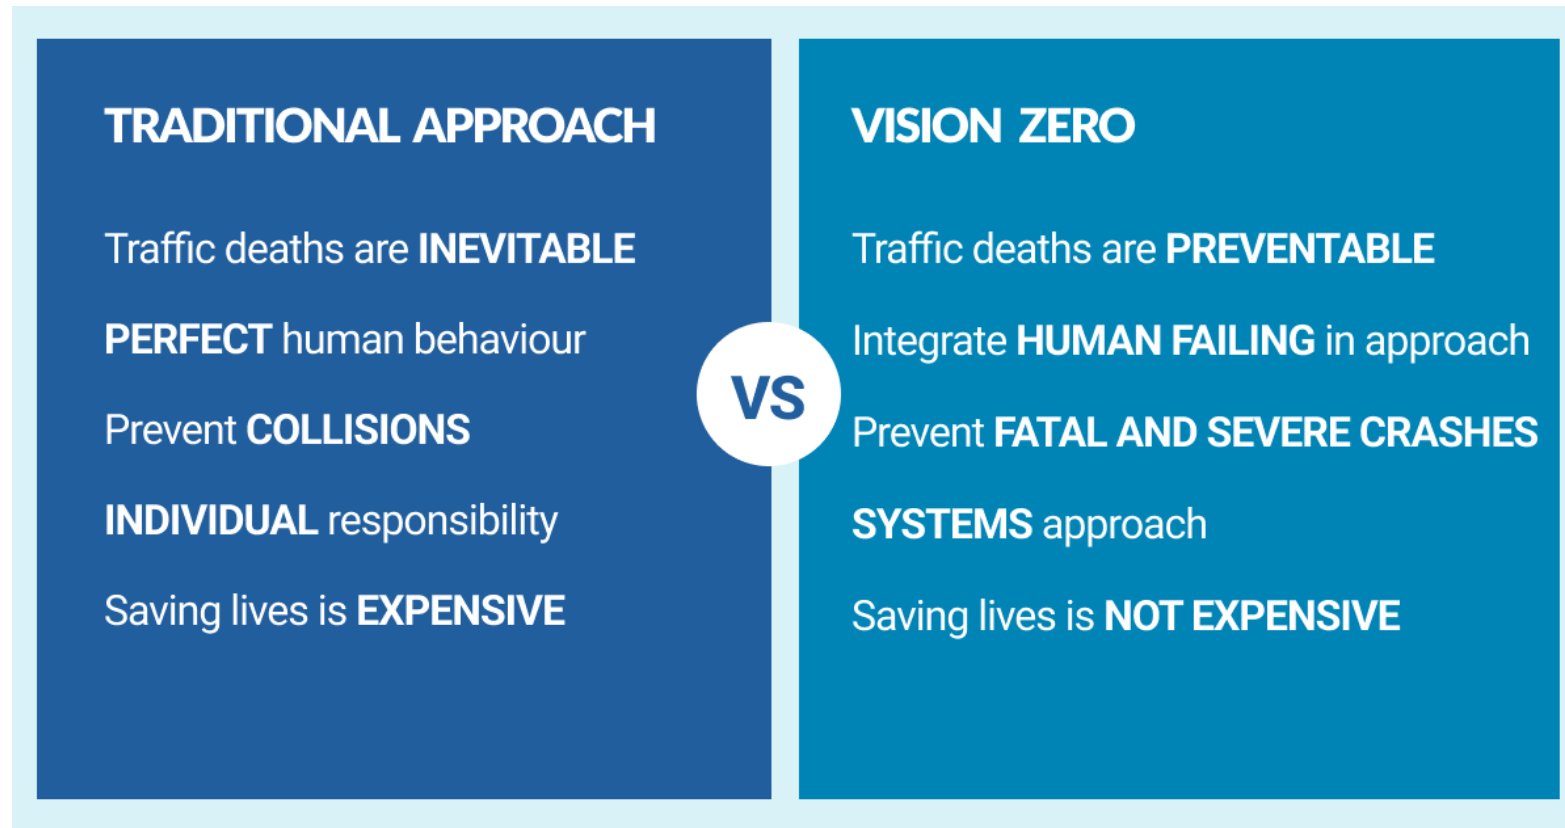 TRADITIONAL APPROACH
Traffic deaths are INEVITABLE
PERFECT human behaviour
Prevent COLLISIONS
INDIVIDUAL responsibility
Saving lives is EXPENSIVE
VS
VISION ZERO
Traffic deaths are PREVENTABLE
Integrate HUMAN FAILING in approach
Prevent FATAL AND SEVERE CRASHES
SYSTEMS approach
Saving lives is NOT EXPENSIVE